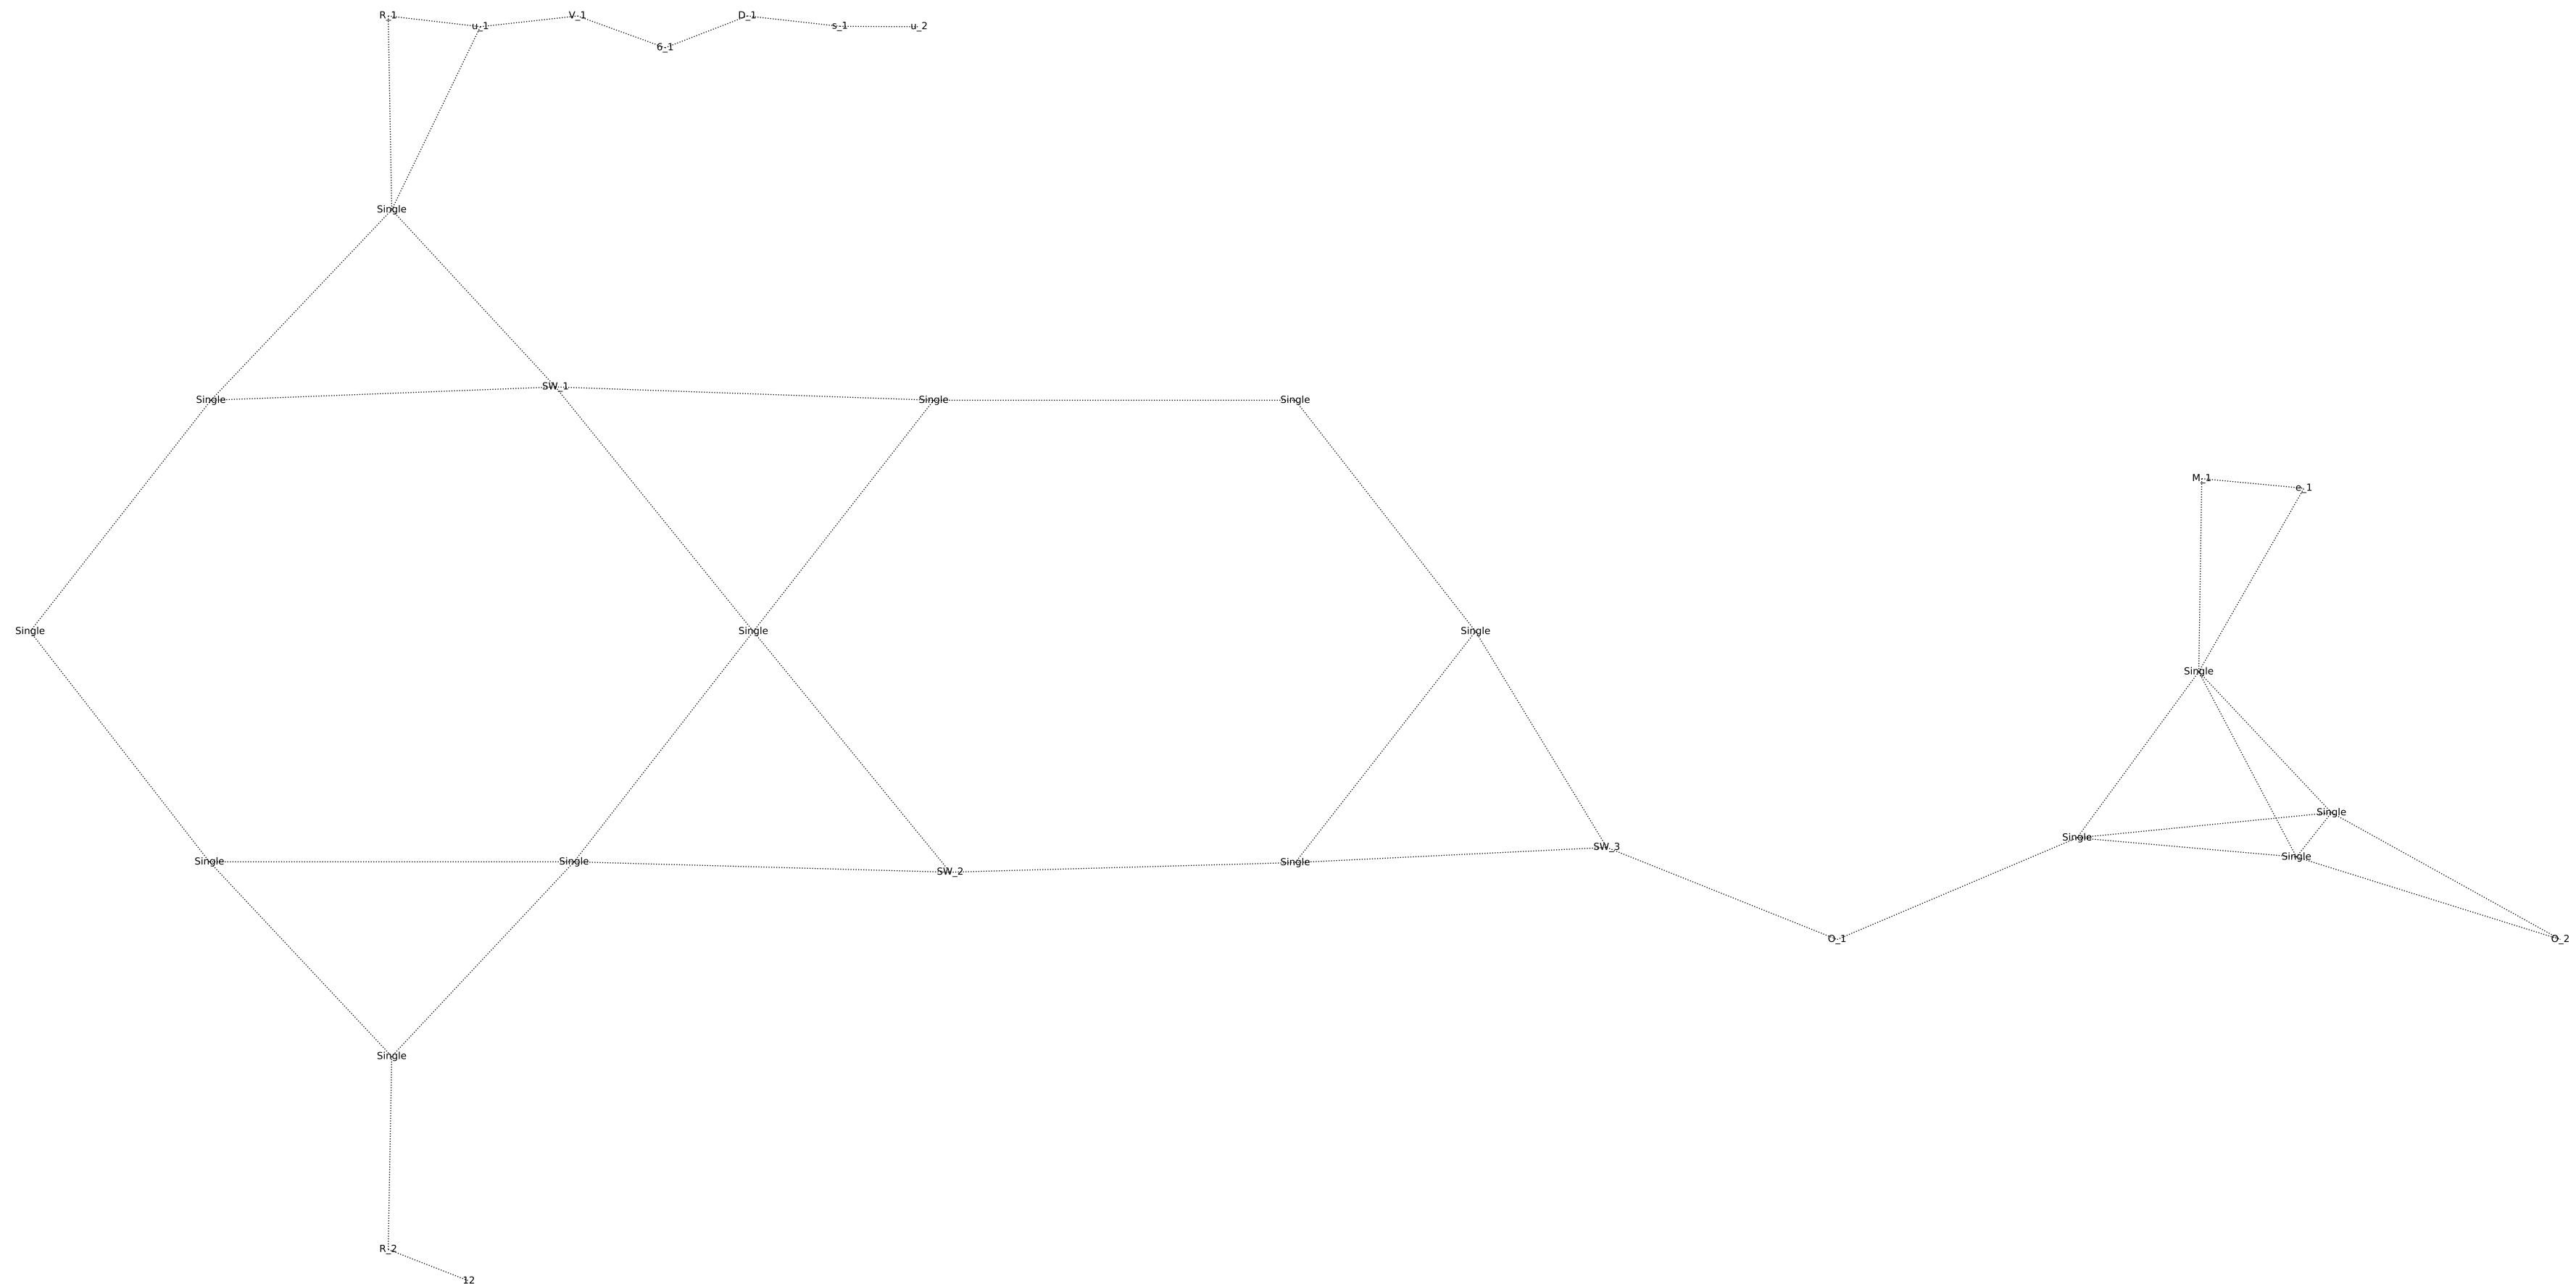 R_1 u_1 V_1 6_1 D_1 s_1 u_2
Single
SW_1
Single Single Single
M_1 e_1
Single Single Single
Single
Single
Single SW_3 Single
Single Single SW_2 Single Single
O_1 O_2
Single
R_2
12